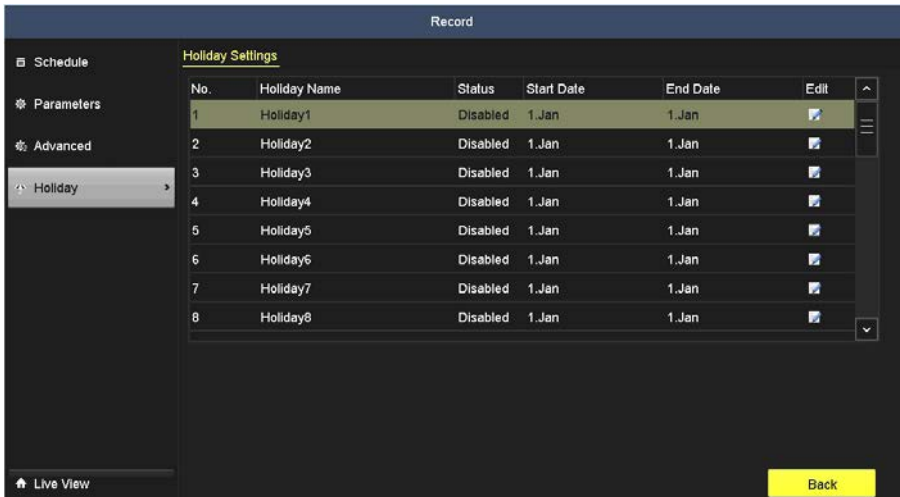 Record
Schedule
Parameters
Advanced
Holiday
Live View
Holiday Settings
No. Holiday Name Status Start Date End Date Edit
1 Holiday1 Disabled 1.Jan 1.Jan
2 Holiday2 Disabled 1.Jan 1.Jan
3 Holiday3 Disabled 1.Jan 1.Jan
4 Holiday4 Disabled 1.Jan 1.Jan
5 Holiday5 Disabled 1.Jan 1.Jan
6 Holiday6 Disabled 1.Jan 1.Jan
7 Holiday7 Disabled 1.Jan 1.Jan
8 Holiday8 Disabled 1.Jan 1.Jan
Back